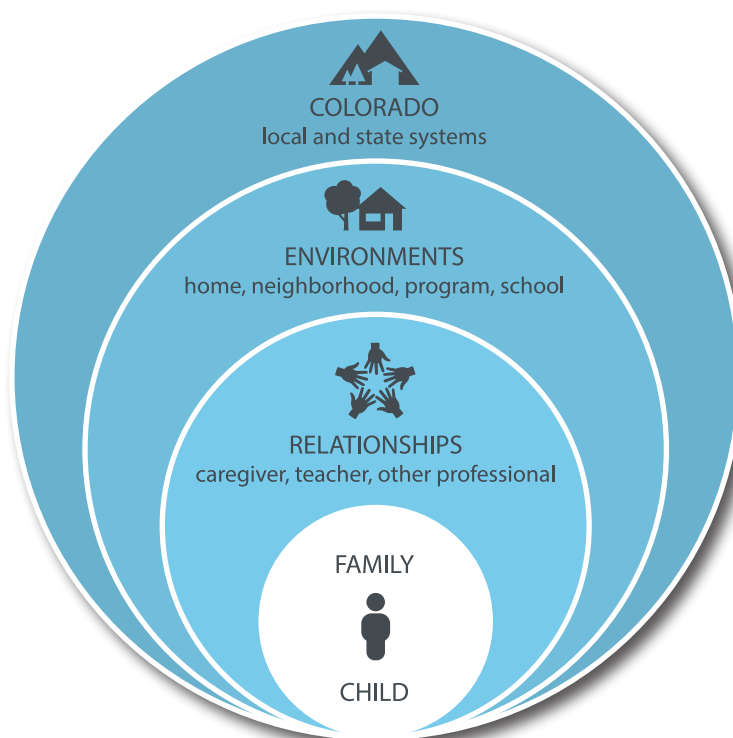 COLORADO
local and state systems
ENVIRONMENTS
home, neighborhood, program, school
RELATIONSHIPS
caregiver, teacher, other professional
FAMILY
CHILD